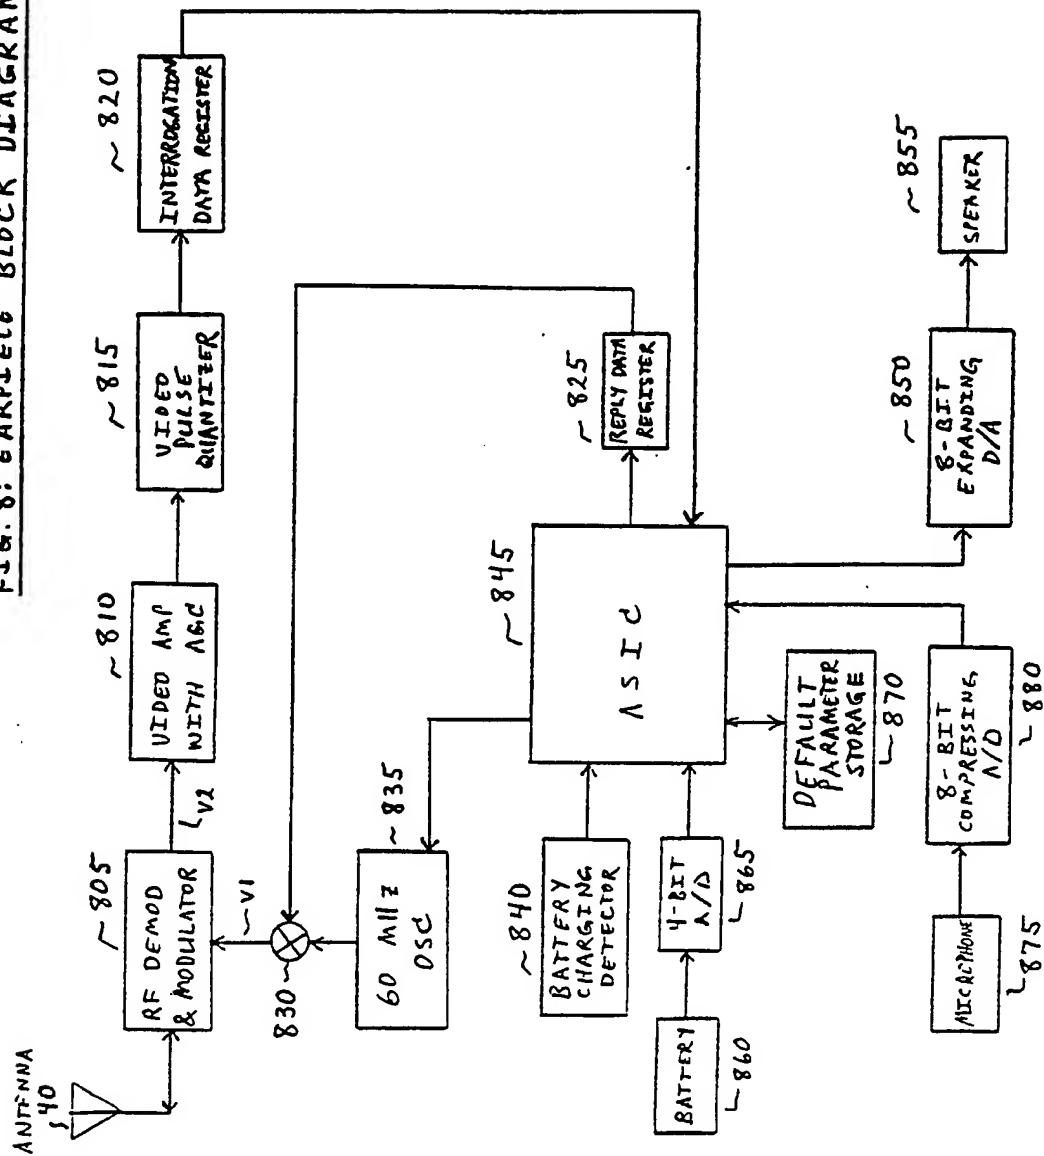 FIG. 8: EARPIECE BLOCK DIAGRAM
ANTENNA
40
RF DEMOD
& MODULATOR
805
V2
V1
VIDEO AMP
WITH AGC
810
VIDEO
PULSE
QUANTIZER
815
INTERROGATION
DATA REGISTER
820
830
60 MHz
OSC
835
REPLY DATA
REGISTER
825
BATTERY
CHARGING
DETECTOR
840
ASIC
845
BATTERY
860
4-BIT
A/D
865
DEFAULT
PARAMETER
STORAGE
870
MICROPHONE
875
8-BIT
COMPRESSING
A/D
880
8-BIT
EXPANDING
D/A
850
SPEAKER
855